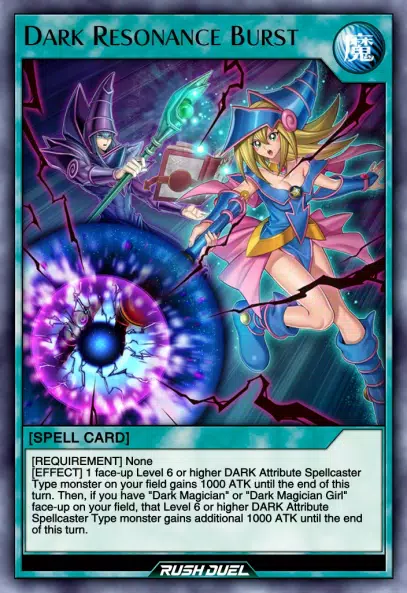 Dark Resonance Burst
魔
[SPELL CARD]
[REQUIREMENT] None
[EFFECT] 1 face-up Level 6 or higher DARK Attribute Spellcaster
Type monster on your field gains 1000 ATK until the end of this
turn. Then, if you have "Dark Magician" or "Dark Magician Girl"
face-up on your field, that Level 6 or higher DARK Attribute
Spellcaster Type monster gains additional 1000 ATK until the end
of this turn.
RUSH DUEL